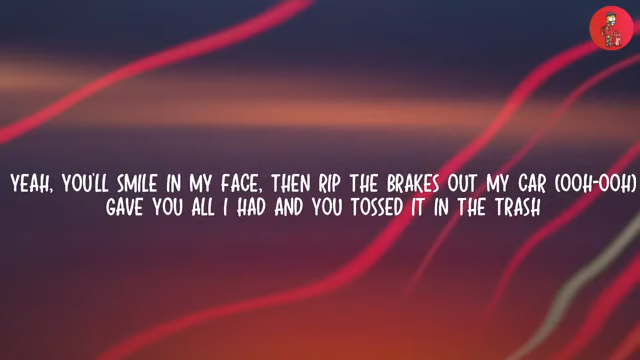 YEAH, YOU'LL SMILE IN MY FACE, THEN RIP THE BRAKES OUT MY CAR (OOH-OOH)
GAVE YOU ALL I HAD AND YOU TOSSED IT IN THE TRASH